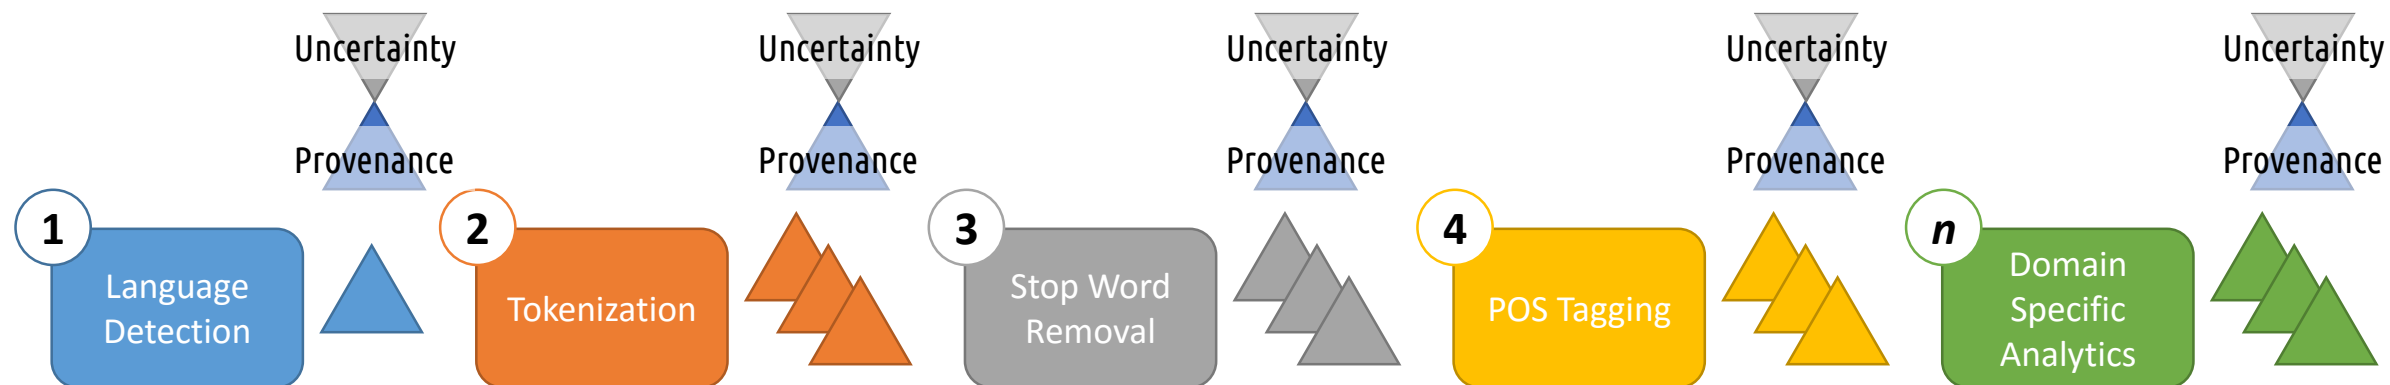 Uncertainty
Provenance
Uncertainty
Provenance
Uncertainty
Provenance
Uncertainty
Provenance
Uncertainty
Provenance
1
Language
Detection
2
Tokenization
3
Stop Word
Removal
4
POS Tagging
n
Domain
Specific
Analytics